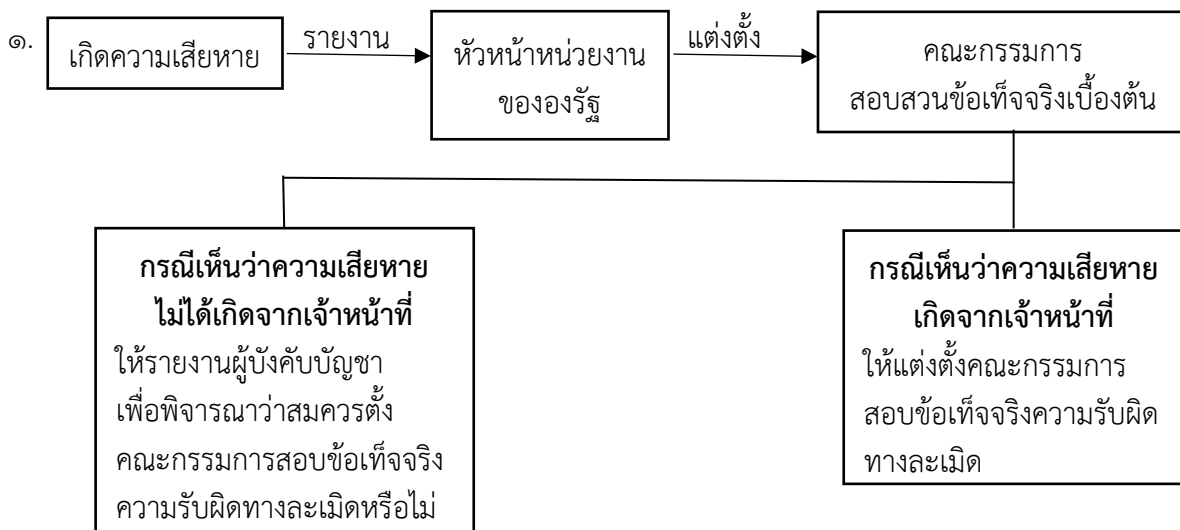 ๑.
เกิดความเสียหาย
รายงาน
หัวหน้าหน่วยงาน
ขององรัฐ
แต่งตั้ง
คณะกรรมการ
สอบสวนข้อเท็จจริงเบื้องต้น
กรณีเห็นว่าความเสียหาย
ไม่ได้เกิดจากเจ้าหน้าที่
ให้รายงานผู้บังคับบัญชา
เพื่อพิจารณาว่าสมควรตั้ง
คณะกรรมการสอบข้อเท็จจริง
ความรับผิดทางละเมิดหรือไม่
กรณีเห็นว่าความเสียหาย
เกิดจากเจ้าหน้าที่
ให้แต่งตั้งคณะกรรมการ
สอบข้อเท็จจริงความรับผิด
ทางละเมิด